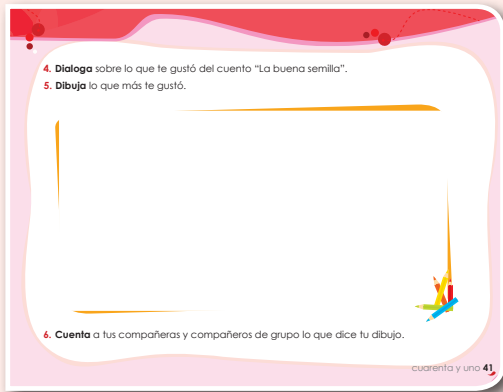 4. Dialoga sobre lo que te gustó del cuento “La buena semilla”.
5. Dibuja lo que más te gustó.
6. Cuenta a tus compañeras y compañeros de grupo lo que dice tu dibujo.
cuarenta y uno 41